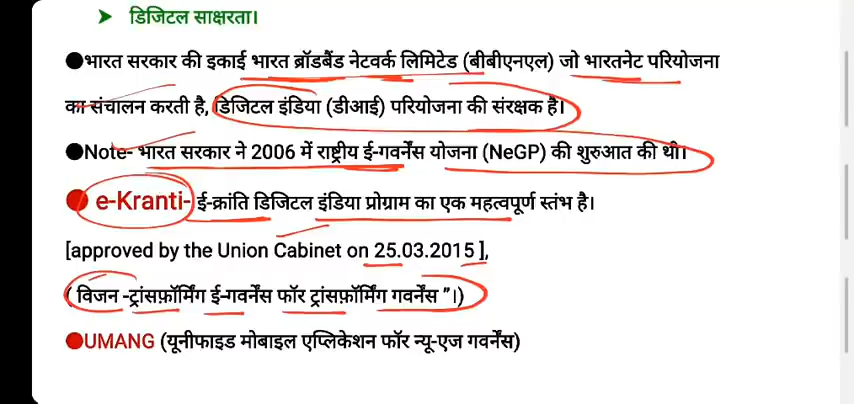 ➤ डिजिटल साक्षरता।
●भारत सरकार की इकाई भारत ब्रॉडबैंड नेटवर्क लिमिटेड (बीबीएनएल) जो भारतनेट परियोजना
का संचालन करती है, डिजिटल इंडिया (डीआई) परियोजना की संरक्षक है।
●Note- भारत सरकार ने 2006 में राष्ट्रीय ई-गवर्नेंस योजना (NeGP) की शुरुआत की थी।
● e-Kranti- ई-क्रांति डिजिटल इंडिया प्रोग्राम का एक महत्वपूर्ण स्तंभ है।
[approved by the Union Cabinet on 25.03.2015 ],
( विजन -ट्रांसफ़ॉर्मिंग ई-गवर्नेंस फॉर ट्रांसफ़ॉर्मिंग गवर्नेंस "।)
●UMANG (यूनीफाइड मोबाइल एप्लिकेशन फॉर न्यू-एज गवर्नेंस)